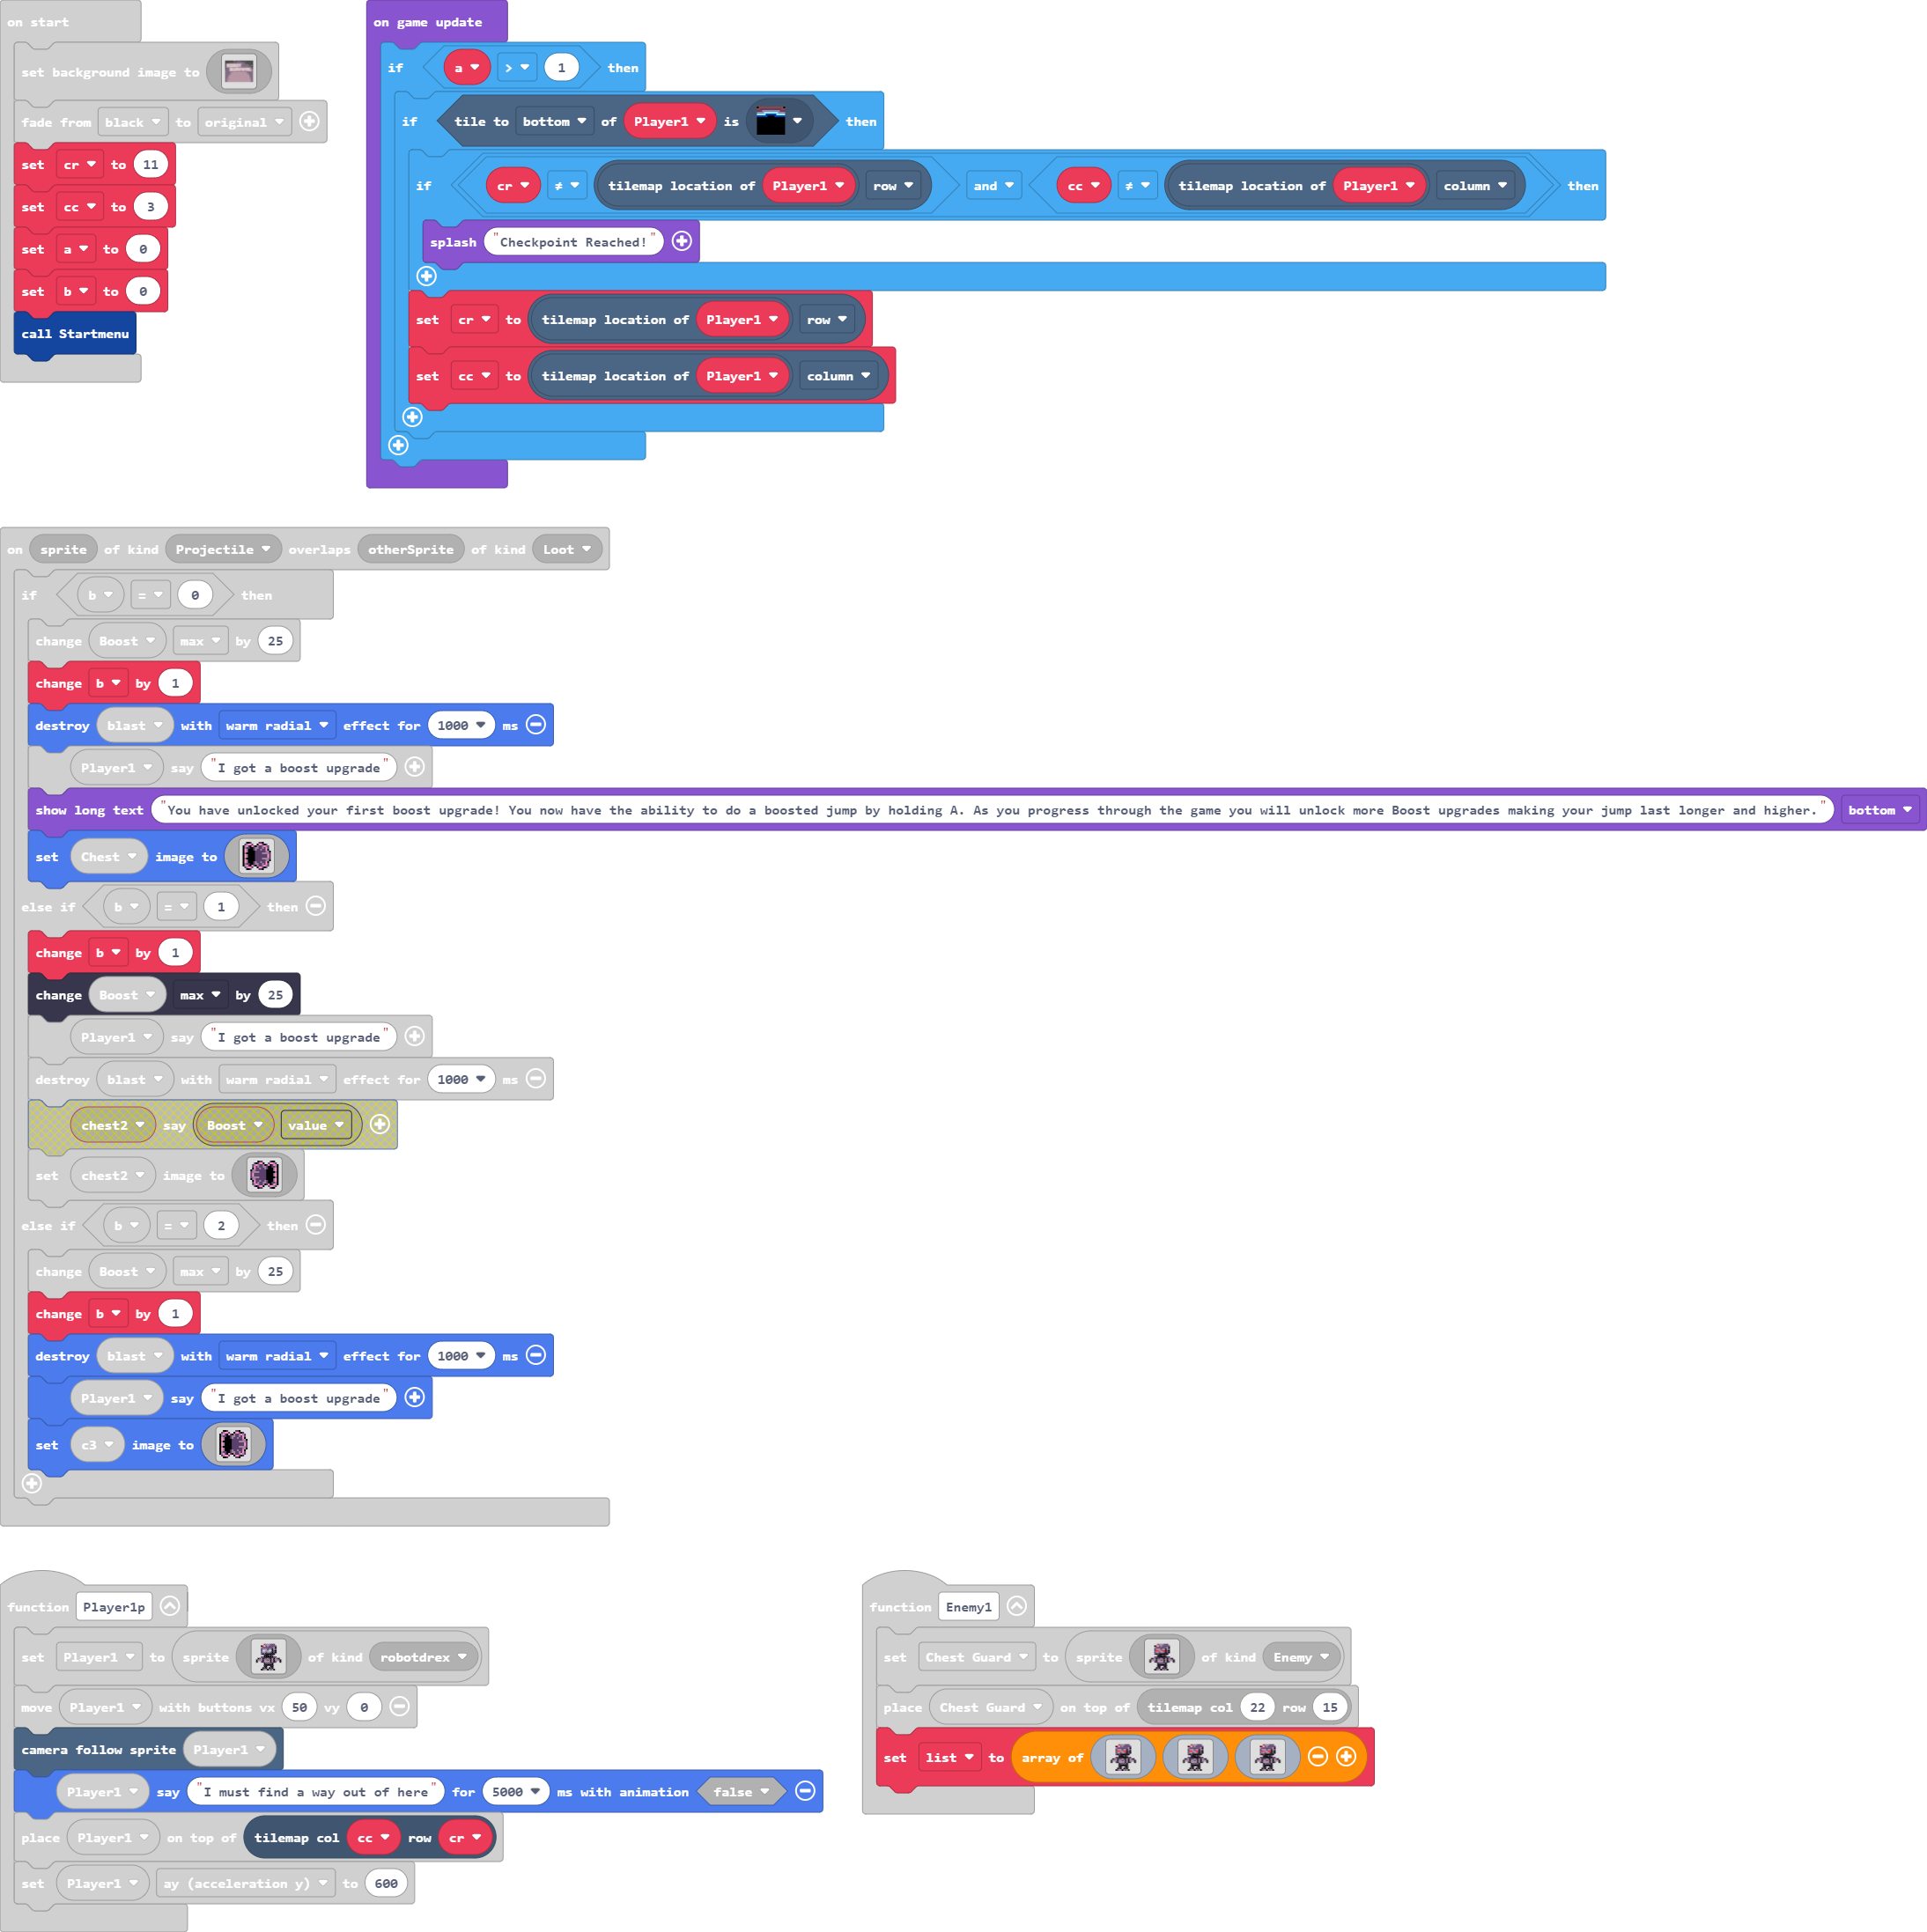 on start
set background image to
fade from black to original
set cr to 11
set cc to 3
set a to 0
set b to 0
call Startmenu
on game update
if a > 1 then
if tile to bottom of Player1 is then
if cr ≠ tilemap location of Player1 row and cc ≠ tilemap location of Player1 column then
splash "Checkpoint Reached!"
set cr to tilemap location of Player1 row
set cc to tilemap location of Player1 column
on sprite of kind Projectile overlaps otherSprite of kind Loot
if b = 0 then
change Boost max by 25
change b by 1
destroy blast with warm radial effect for 1000 ms
Player1 say "I got a boost upgrade"
show long text "You have unlocked your first boost upgrade! You now have the ability to do a boosted jump by holding A. As you progress through the game you will unlock more Boost upgrades making your jump last longer and higher." bottom
set Chest image to
else if b = 1 then
change b by 1
change Boost max by 25
Player1 say "I got a boost upgrade"
destroy blast with warm radial effect for 1000 ms
chest2 say Boost value
set chest2 image to
else if b = 2 then
change Boost max by 25
change b by 1
destroy blast with warm radial effect for 1000 ms
Player1 say "I got a boost upgrade"
set c3 image to
function Player1p
set Player1 to sprite of kind robotdrex
move Player1 with buttons vx 50 vy 0
camera follow sprite Player1
Player1 say "I must find a way out of here" for 5000 ms with animation false
place Player1 on top of tilemap col cc row cr
set Player1 ay (acceleration y) to 600
function Enemy1
set Chest Guard to sprite of kind Enemy
place Chest Guard on top of tilemap col 22 row 15
set list to array of